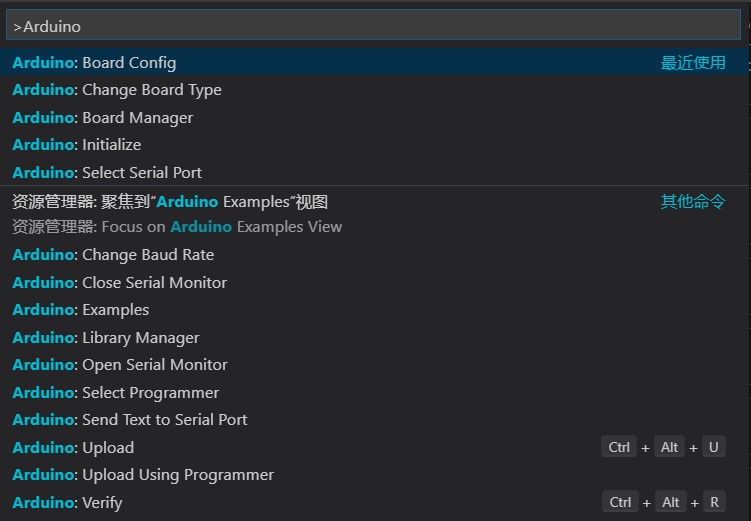 >Arduino
Arduino: Board Config 最近使用
Arduino: Change Board Type
Arduino: Board Manager
Arduino: Initialize
Arduino: Select Serial Port
资源管理器: 聚焦到“Arduino Examples”视图 其他命令
资源管理器: Focus on Arduino Examples View
Arduino: Change Baud Rate
Arduino: Close Serial Monitor
Arduino: Examples
Arduino: Library Manager
Arduino: Open Serial Monitor
Arduino: Select Programmer
Arduino: Send Text to Serial Port
Arduino: Upload Ctrl + Alt + U
Arduino: Upload Using Programmer
Arduino: Verify Ctrl + Alt + R